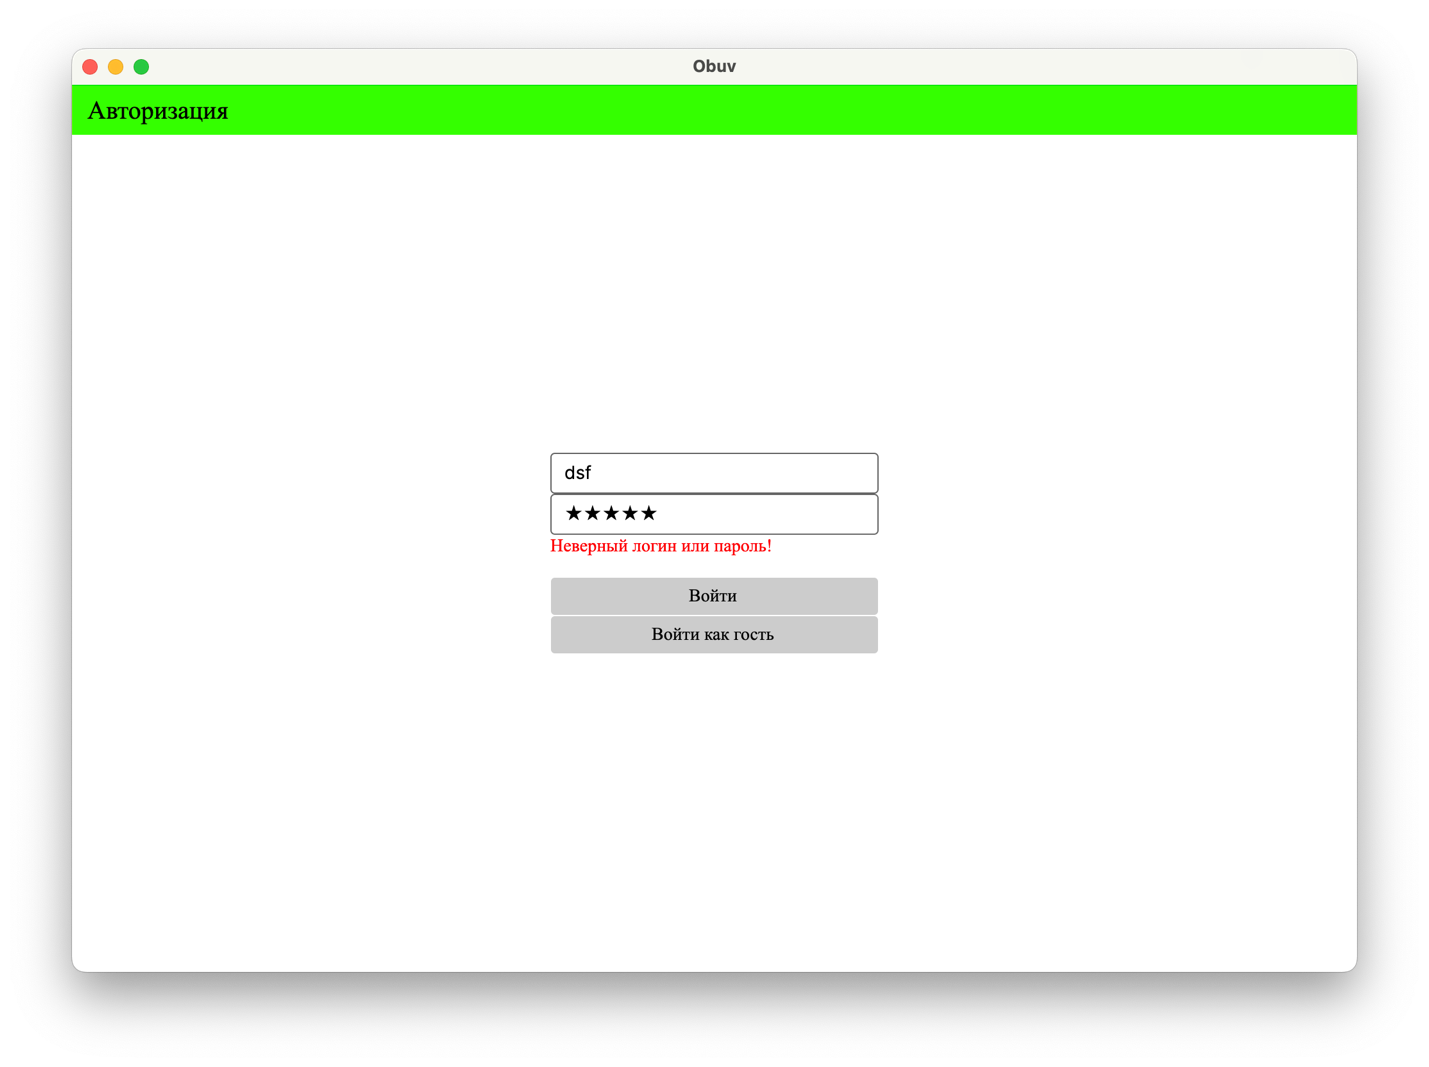 Obuv
Авторизация
dsf
★★★★★
Неверный логин или пароль!
Войти
Войти как гость